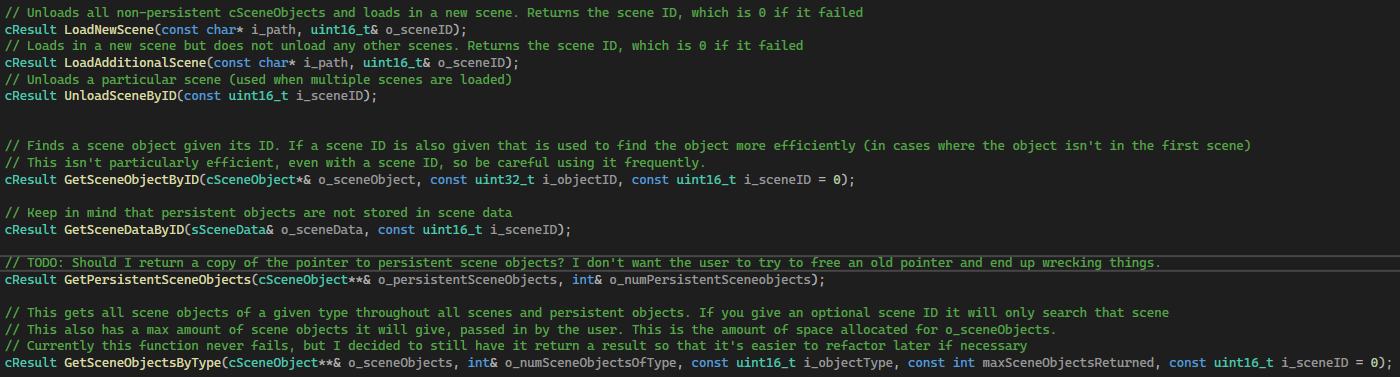 // Unloads all non-persistent cSceneObjects and loads in a new scene. Returns the scene ID, which is 0 if it failed
cResult LoadNewScene(const char* i_path, uint16_t& o_sceneID);
// Loads in a new scene but does not unload any other scenes. Returns the scene ID, which is 0 if it failed
cResult LoadAdditionalScene(const char* i_path, uint16_t& o_sceneID);
// Unloads a particular scene (used when multiple scenes are loaded)
cResult UnloadSceneByID(const uint16_t i_sceneID);
// Finds a scene object given its ID. If a scene ID is also given that is used to find the object more efficiently (in cases where the object isn't in the first scene)
// This isn't particularly efficient, even with a scene ID, so be careful using it frequently.
cResult GetSceneObjectByID(cSceneObject*& o_sceneObject, const uint32_t i_objectID, const uint16_t i_sceneID = 0);
// Keep in mind that persistent objects are not stored in scene data
cResult GetSceneDataByID(sSceneData& o_sceneData, const uint16_t i_sceneID);
// TODO: Should I return a copy of the pointer to persistent scene objects? I don't want the user to try to free an old pointer and end up wrecking things.
cResult GetPersistentSceneObjects(cSceneObject**& o_persistentSceneObjects, int& o_numPersistentSceneobjects);
// This gets all scene objects of a given type throughout all scenes and persistent objects. If you give an optional scene ID it will only search that scene
// This also has a max amount of scene objects it will give, passed in by the user. This is the amount of space allocated for o_sceneObjects.
// Currently this function never fails, but I decided to still have it return a result so that it's easier to refactor later if necessary
cResult GetSceneObjectsByType(cSceneObject**& o_sceneObjects, int& o_numSceneObjectsOfType, const uint16_t i_objectType, const int maxSceneObjectsReturned, const uint16_t i_sceneID = 0);